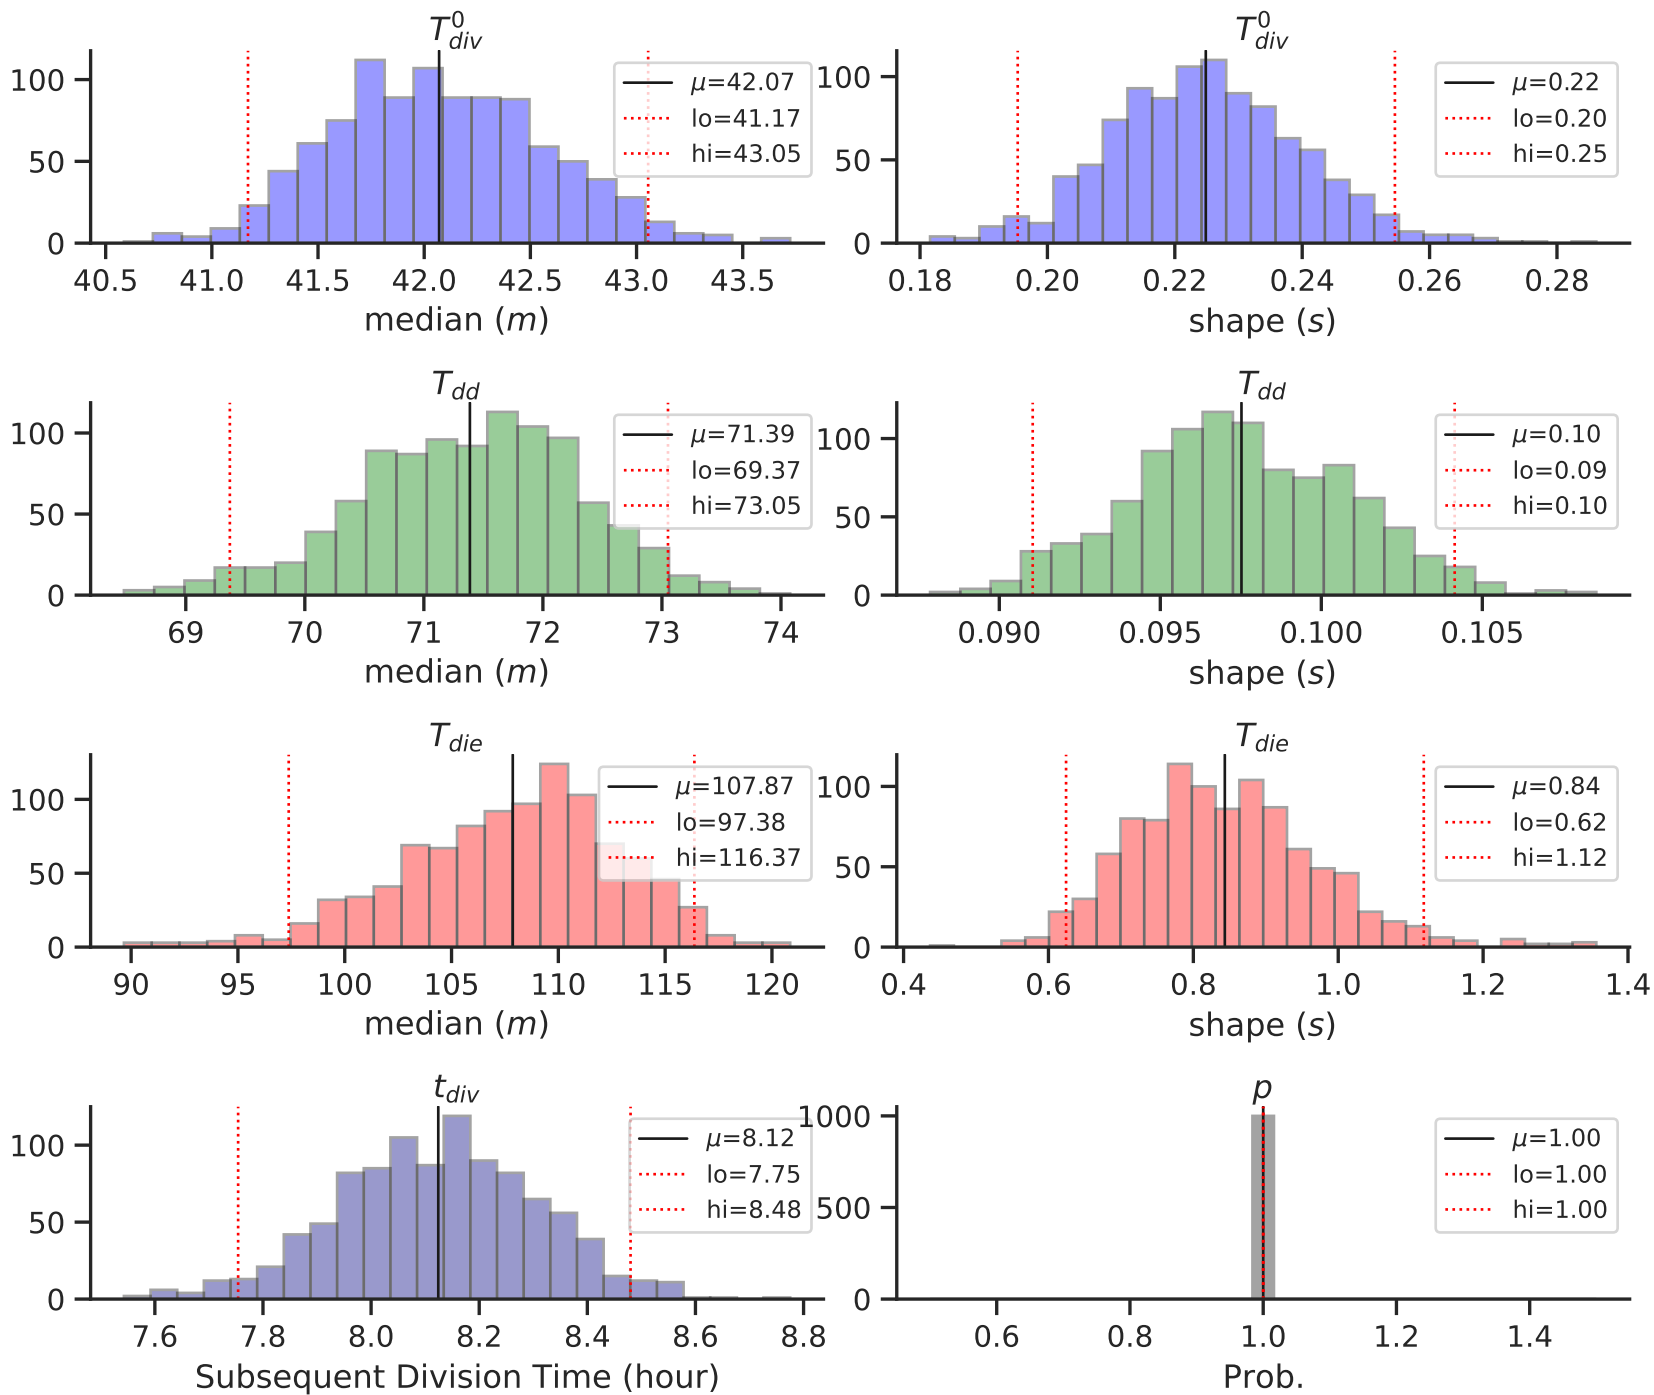 T⁰div
100
50
0
μ=42.07
lo=41.17
hi=43.05
40.5 41.0 41.5 42.0 42.5 43.0 43.5
median (m)
T⁰div
100
50
0
μ=0.22
lo=0.20
hi=0.25
0.18 0.20 0.22 0.24 0.26 0.28
shape (s)
Tdd
100
50
0
μ=71.39
lo=69.37
hi=73.05
69 70 71 72 73 74
median (m)
Tdd
100
50
0
μ=0.10
lo=0.09
hi=0.10
0.090 0.095 0.100 0.105
shape (s)
Tdie
100
50
0
μ=107.87
lo=97.38
hi=116.37
90 95 100 105 110 115 120
median (m)
Tdie
100
50
0
μ=0.84
lo=0.62
hi=1.12
0.4 0.6 0.8 1.0 1.2 1.4
shape (s)
tdiv
100
50
0
μ=8.12
lo=7.75
hi=8.48
7.6 7.8 8.0 8.2 8.4 8.6 8.8
Subsequent Division Time (hour)
p
1000
500
0
μ=1.00
lo=1.00
hi=1.00
0.6 0.8 1.0 1.2 1.4
Prob.